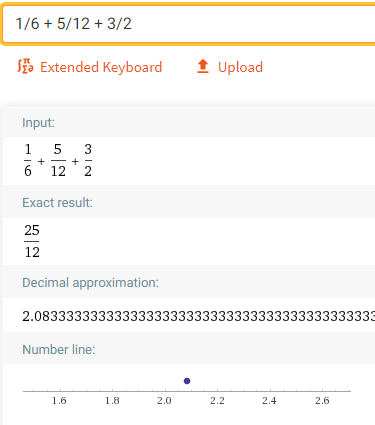 1/6 + 5/12 + 3/2
Extended Keyboard Upload
Input:
1/6 + 5/12 + 3/2
Exact result:
25/12
Decimal approximation:
2.08333333333333333333333333333333333333333333333
Number line:
1.6 1.8 2.0 2.2 2.4 2.6